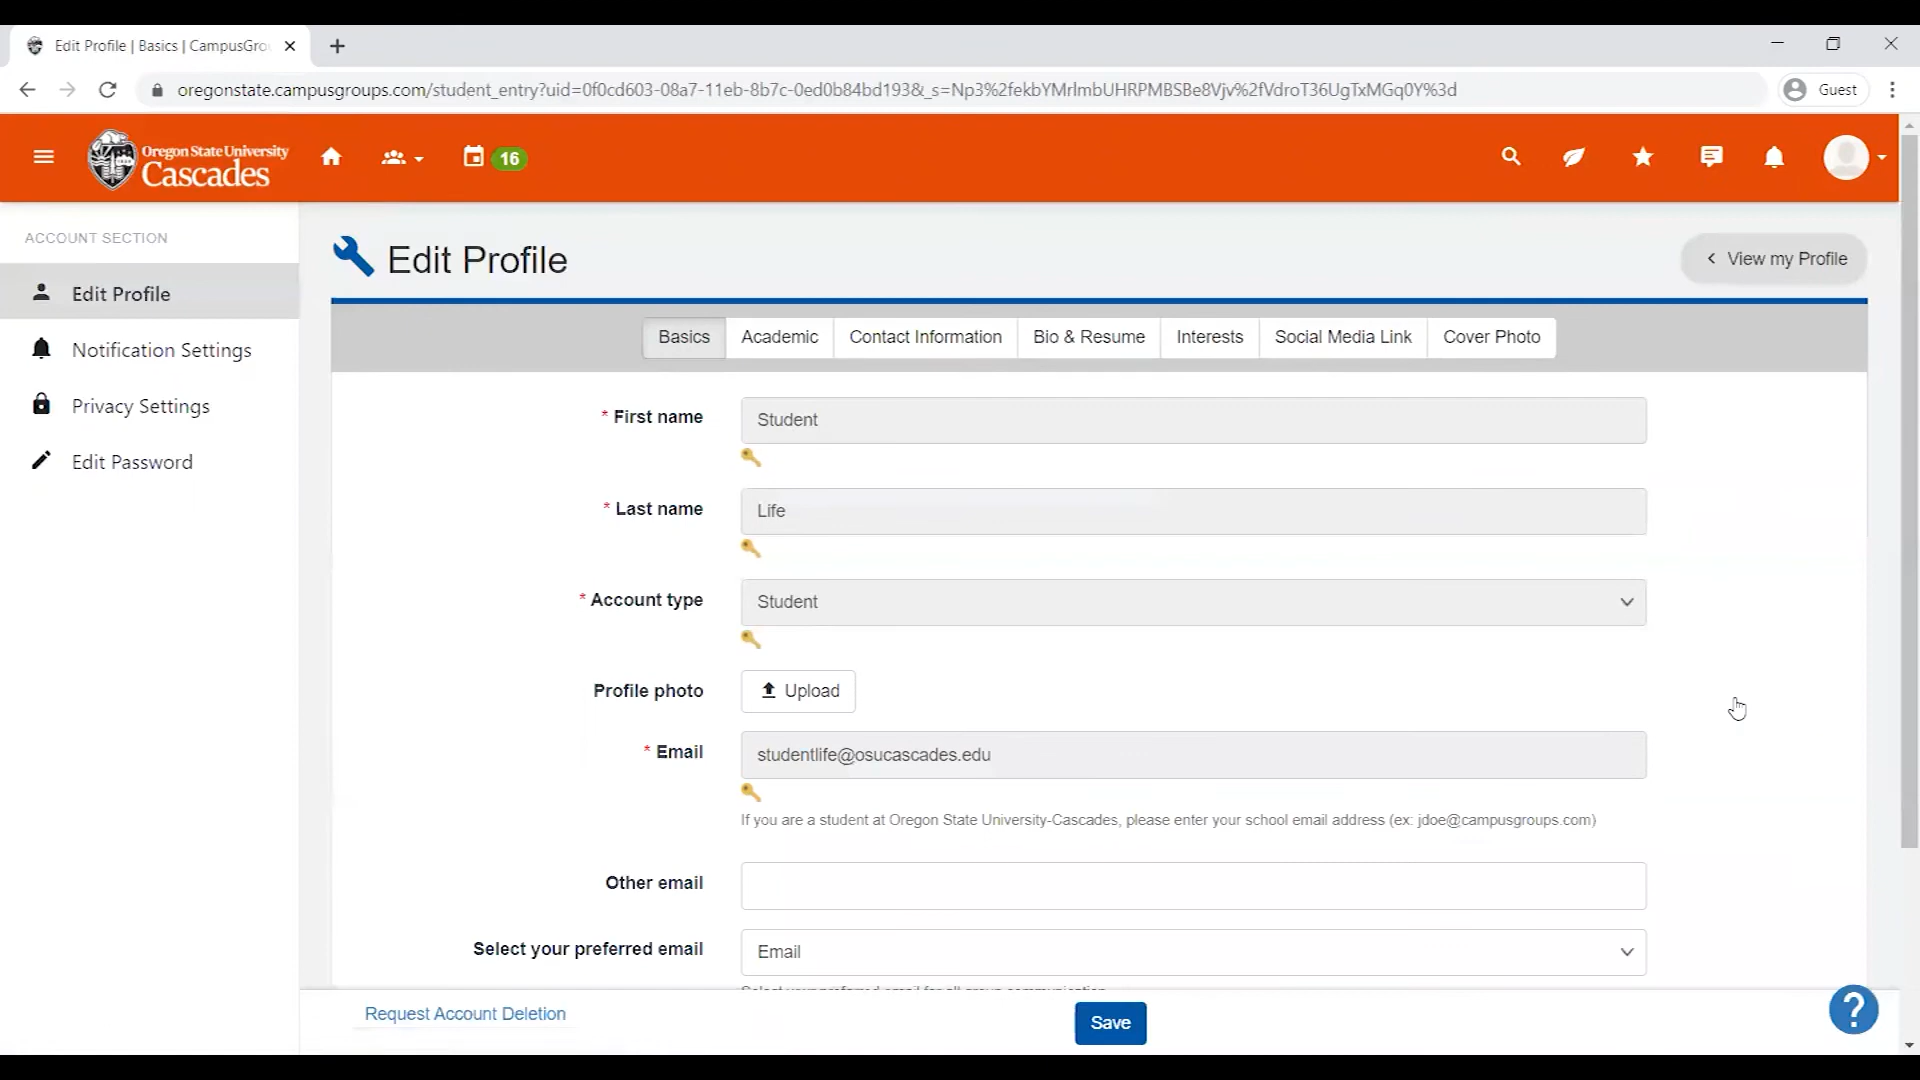 Edit Profile | Basics | CampusGro
oregonstate.campusgroups.com/student_entry?uid=0f0cd603-08a7-11eb-8b7c-0ed0b84bd193&_s=Np3%2fekbYMrlmbUHRPMBSBe8Vjv%2fVdroT36UgTxMGq0Y%3d
Guest
Oregon State University
Cascades
16
ACCOUNT SECTION
Edit Profile
Notification Settings
Privacy Settings
Edit Password
Edit Profile
View my Profile
Basics Academic Contact Information Bio & Resume Interests Social Media Link Cover Photo
* First name Student
* Last name Life
* Account type Student
Profile photo Upload
* Email studentlife@osucascades.edu
If you are a student at Oregon State University-Cascades, please enter your school email address (ex: jdoe@campusgroups.com)
Other email
Select your preferred email Email
Request Account Deletion
Save
?